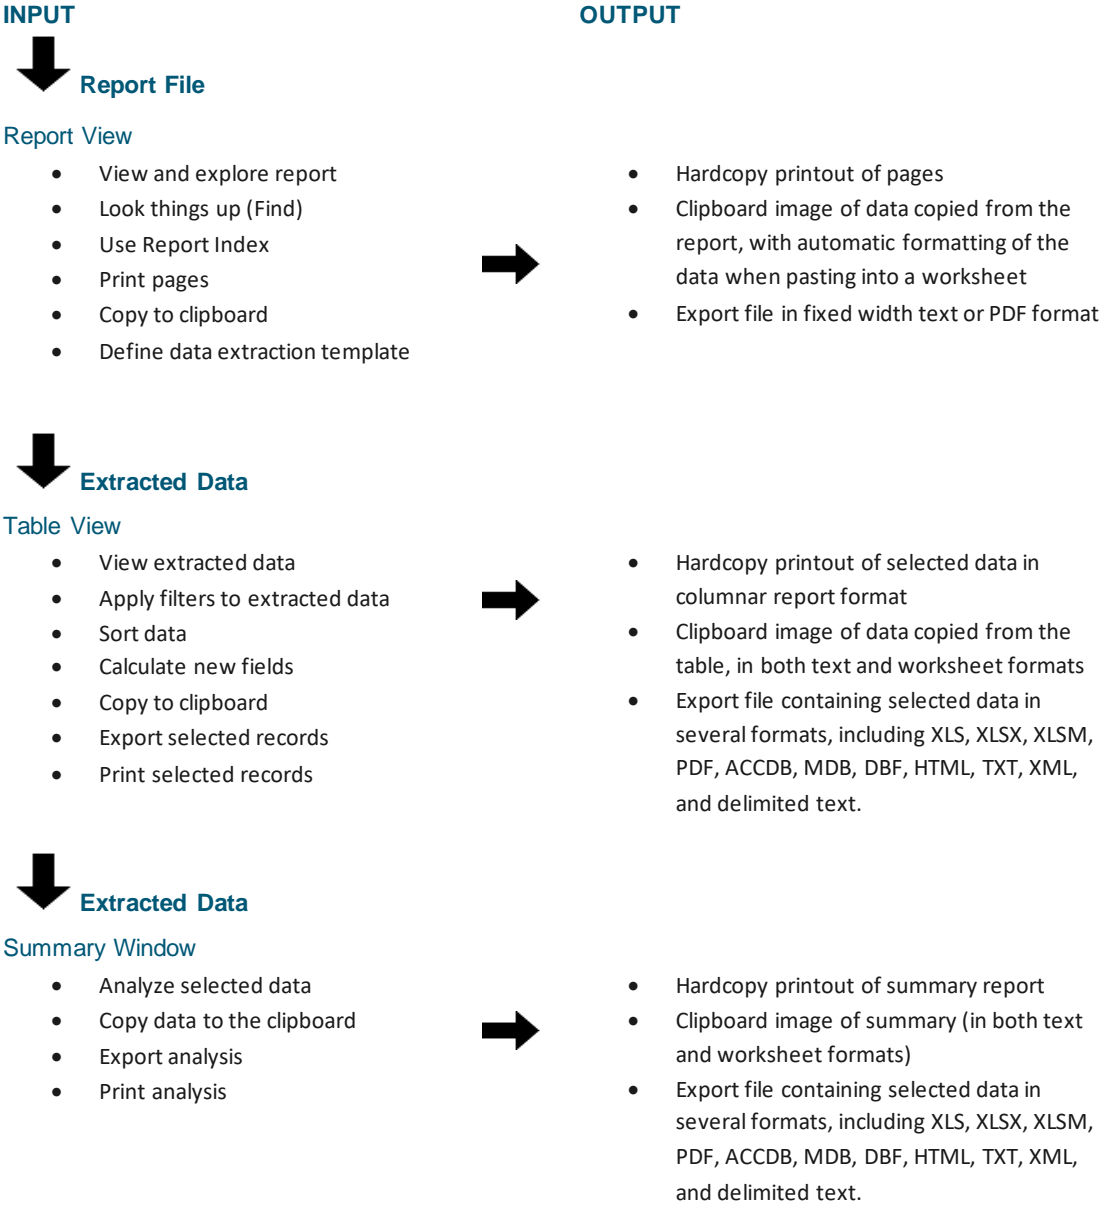 INPUT
OUTPUT
Report File
Report View
• View and explore report
• Look things up (Find)
• Use Report Index
• Print pages
• Copy to clipboard
• Define data extraction template
• Hardcopy printout of pages
• Clipboard image of data copied from the
report, with automatic formatting of the
data when pasting into a worksheet
• Export file in fixed width text or PDF format
Extracted Data
Table View
• View extracted data
• Apply filters to extracted data
• Sort data
• Calculate new fields
• Copy to clipboard
• Export selected records
• Print selected records
• Hardcopy printout of selected data in
columnar report format
• Clipboard image of data copied from the
table, in both text and worksheet formats
• Export file containing selected data in
several formats, including XLS, XLSX, XLSM,
PDF, ACCDB, MDB, DBF, HTML, TXT, XML,
and delimited text.
Extracted Data
Summary Window
• Analyze selected data
• Copy data to the clipboard
• Export analysis
• Print analysis
• Hardcopy printout of summary report
• Clipboard image of summary (in both text
and worksheet formats)
• Export file containing selected data in
several formats, including XLS, XLSX, XLSM,
PDF, ACCDB, MDB, DBF, HTML, TXT, XML,
and delimited text.